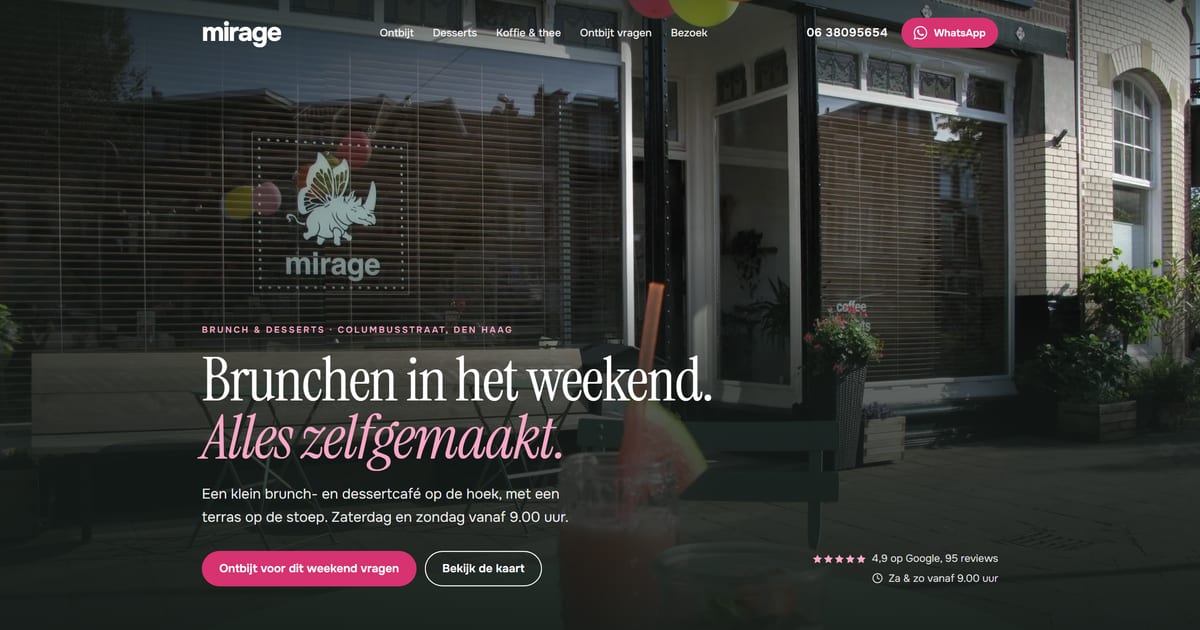 mirage
Ontbijt Desserts Koffie & thee Ontbijt vragen Bezoek
06 38095654
WhatsApp
mirage
coffee
BRUNCH & DESSERTS · COLUMBUSSTRAAT, DEN HAAG
Brunchen in het weekend.
Alles zelfgemaakt.
Een klein brunch- en dessertcafé op de hoek, met een
terras op de stoep. Zaterdag en zondag vanaf 9.00 uur.
Ontbijt voor dit weekend vragen
Bekijk de kaart
4,9 op Google, 95 reviews
Za & zo vanaf 9.00 uur